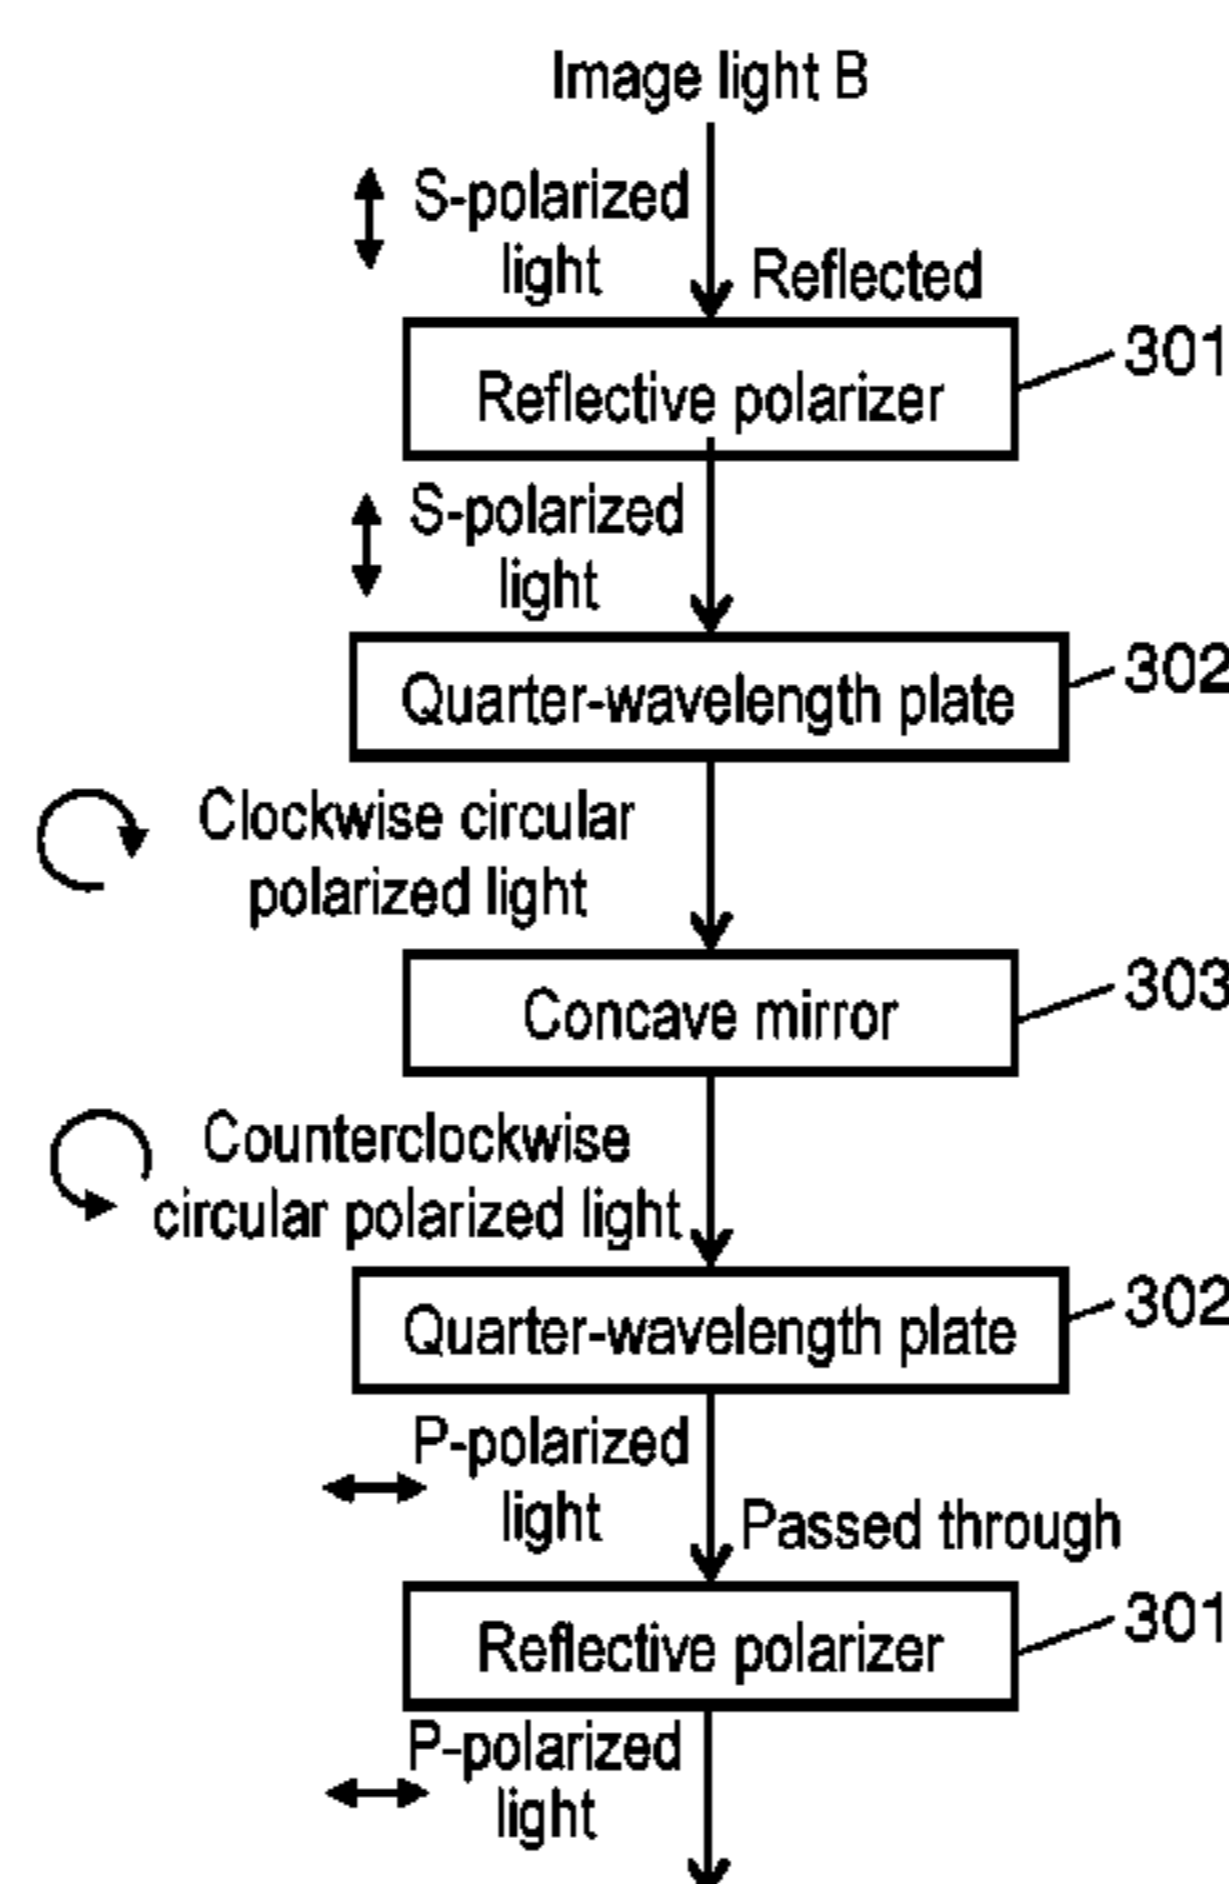 Image light B
S-polarized
light
Reflected
Reflective polarizer
301
S-polarized
light
Quarter-wavelength plate
302
Clockwise circular
polarized light
Concave mirror
303
Counterclockwise
circular polarized light
Quarter-wavelength plate
302
P-polarized
light
Passed through
Reflective polarizer
301
P-polarized
light